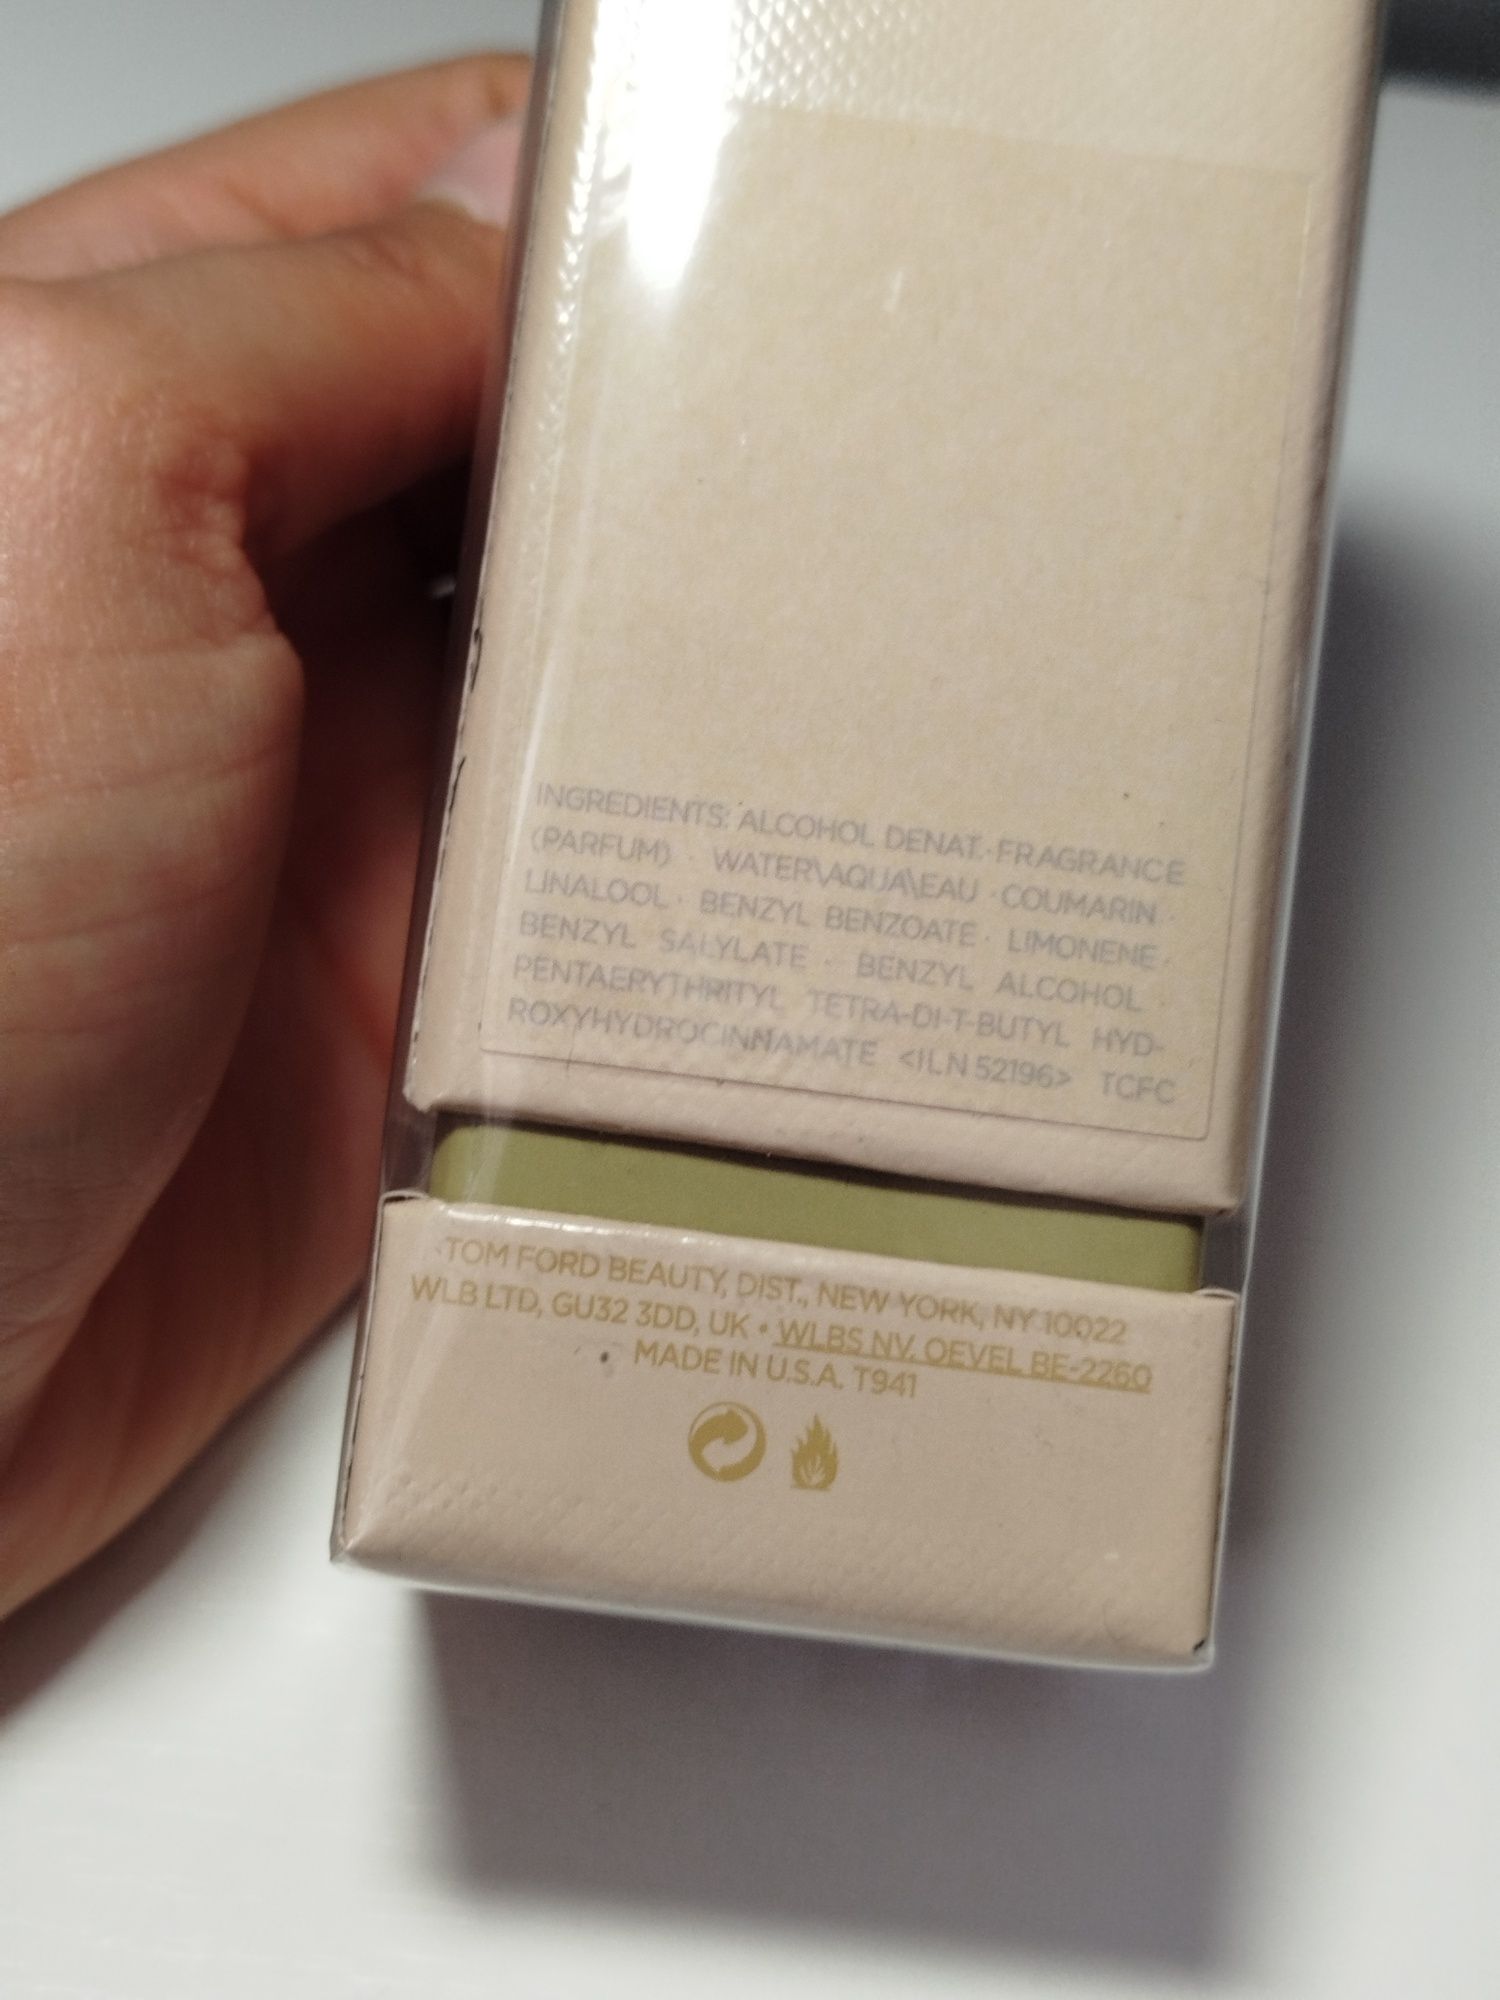 INGREDIENTS: ALCOHOL DENAT.·FRAGRANCE
(PARFUM) · WATER\AQUA\EAU ·COUMARIN ·
LINALOOL · BENZYL BENZOATE · LIMONENE·
BENZYL SALYLATE · BENZYL ALCOHOL ·
PENTAERYTHRITYL TETRA-DI-T-BUTYL HYD-
ROXYHYDROCINNAMATE <ILN 52196> TCFC
TOM FORD BEAUTY, DIST., NEW YORK, NY 10022
WLB LTD, GU32 3DD, UK • WLBS NV, OEVEL BE-2260
MADE IN U.S.A. T941